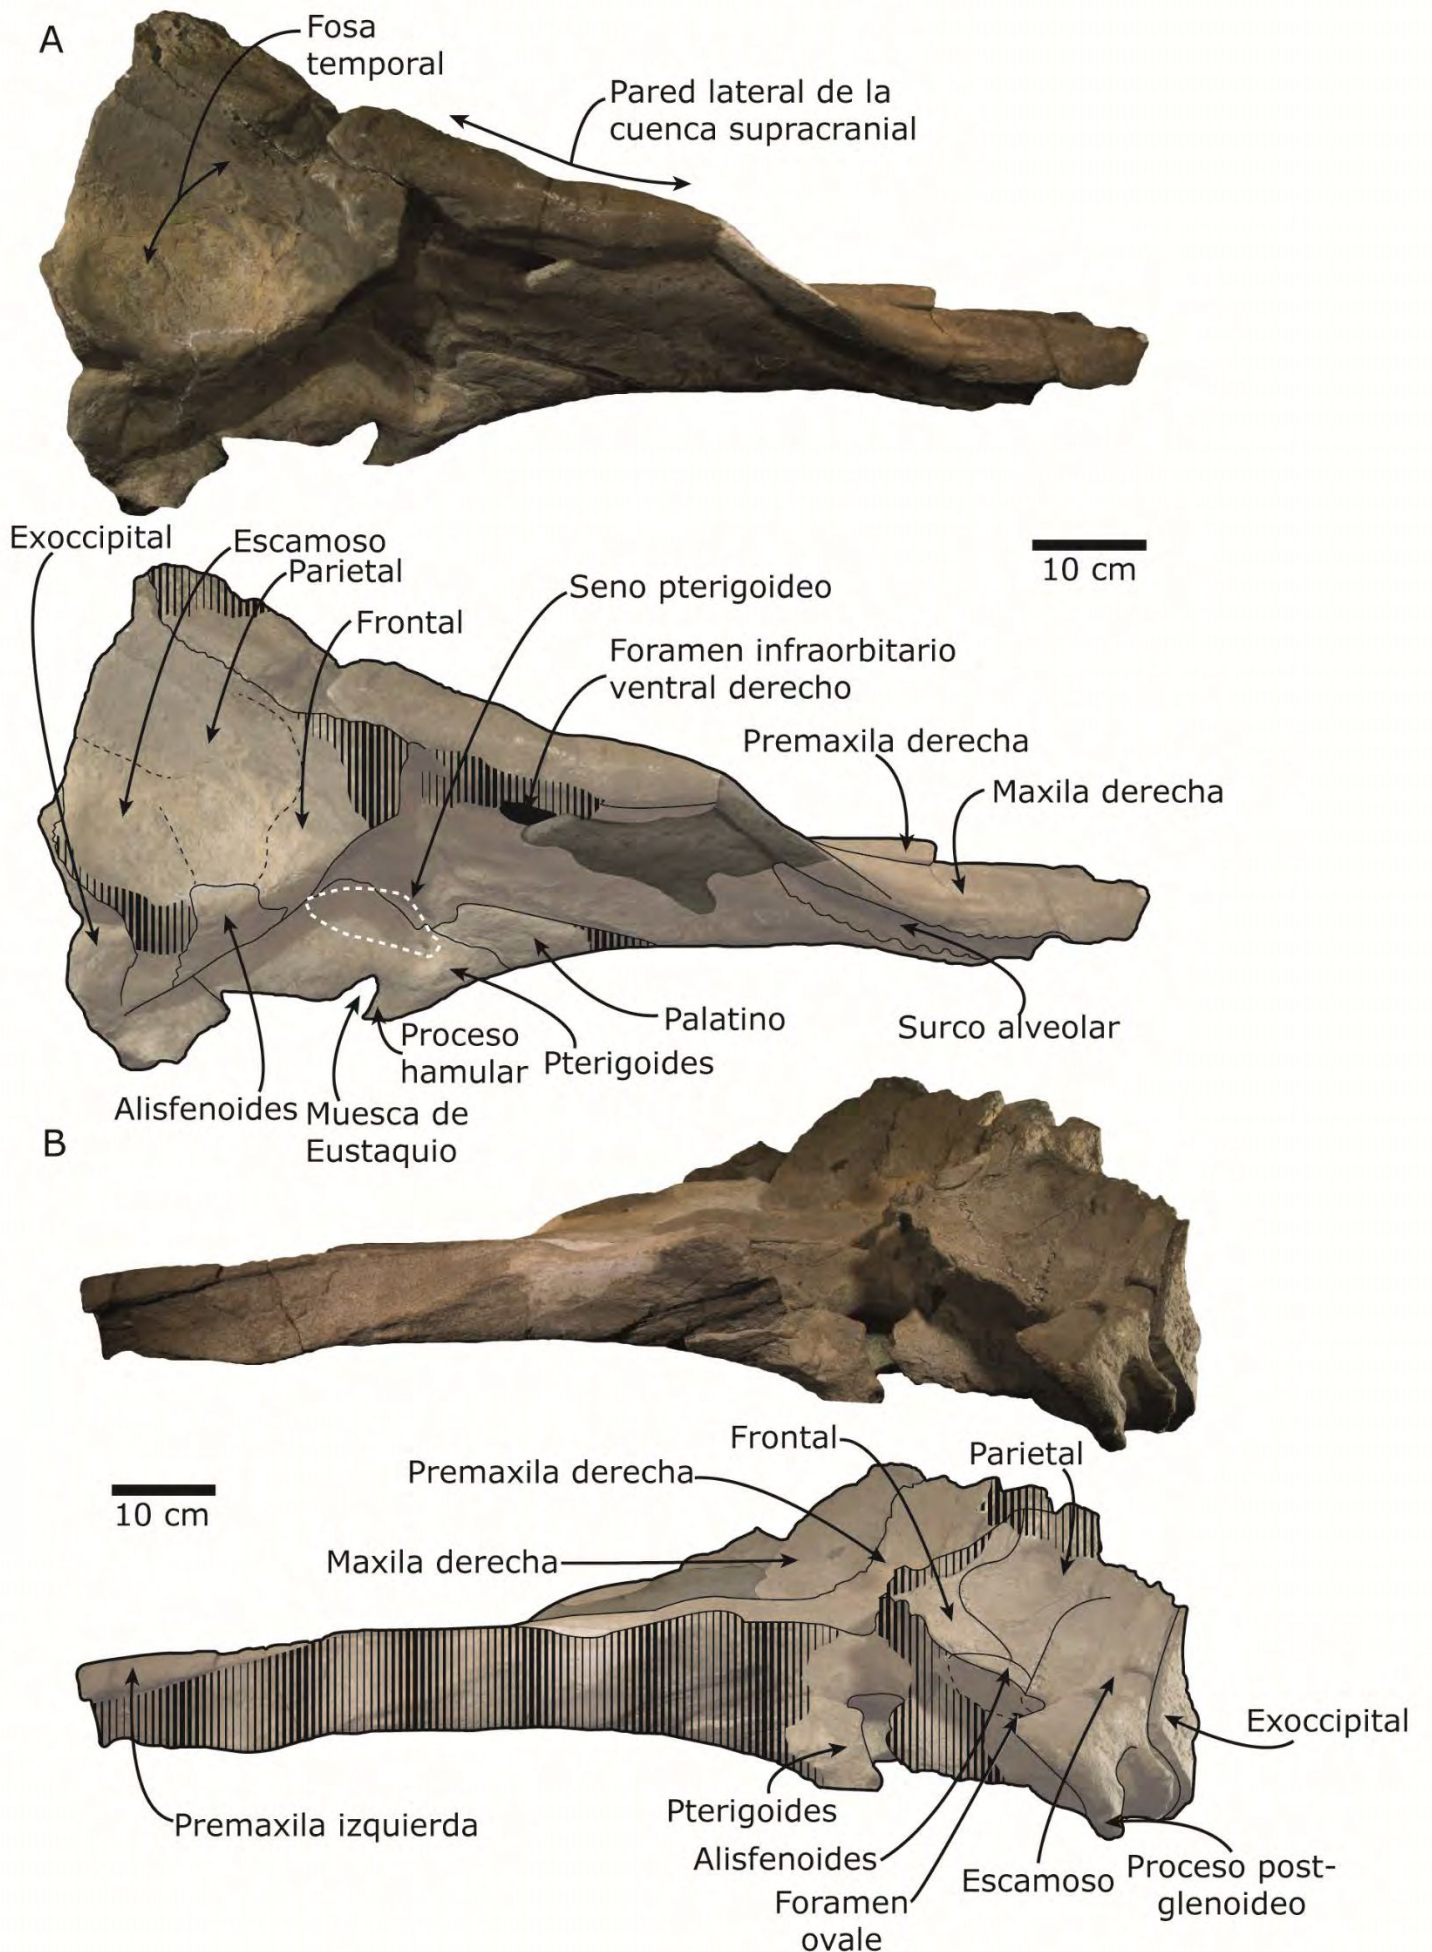 A
Fosa
temporal
Pared lateral de la
cuenca supracranial
Exoccipital
Escamoso
Parietal
Frontal
10 cm
Seno pterigoideo
Foramen infraorbitario
ventral derecho
Premaxila derecha
Maxila derecha
Palatino
Surco alveolar
Proceso
hamular
Pterigoides
Alisfenoides
Muesca de
Eustaquio
B
10 cm
Frontal
Parietal
Premaxila derecha
Maxila derecha
Exoccipital
Premaxila izquierda
Pterigoides
Alisfenoides
Foramen
ovale
Escamoso
Proceso post-
glenoideo